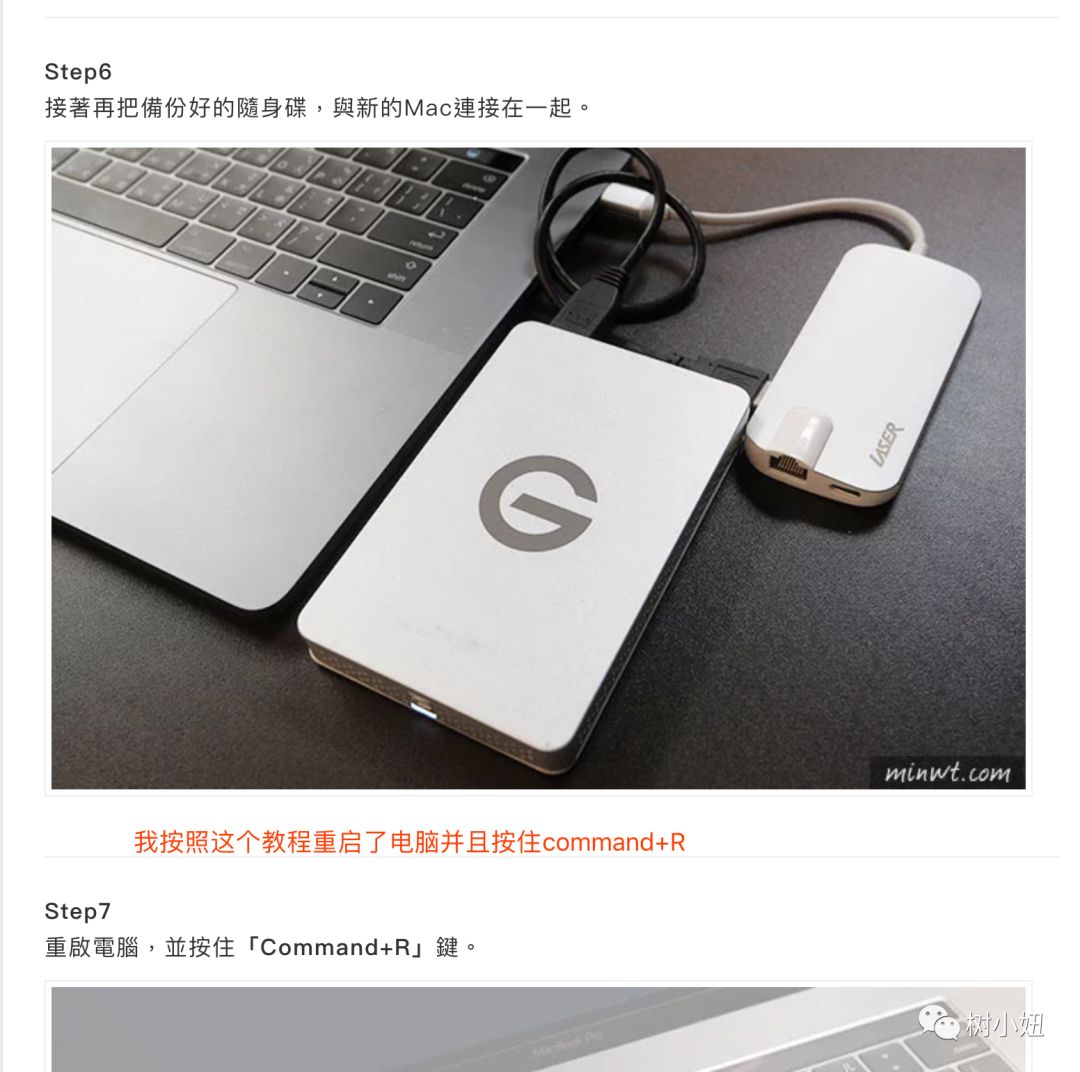 Step6
接著再把備份好的隨身碟，與新的Mac連接在一起。
delete
return
shift
G
LASER
minwt.com
我按照这个教程重启了电脑并且按住command+R
Step7
重啟電腦，並按住「Command+R」鍵。
MacBook Pro
树小妞